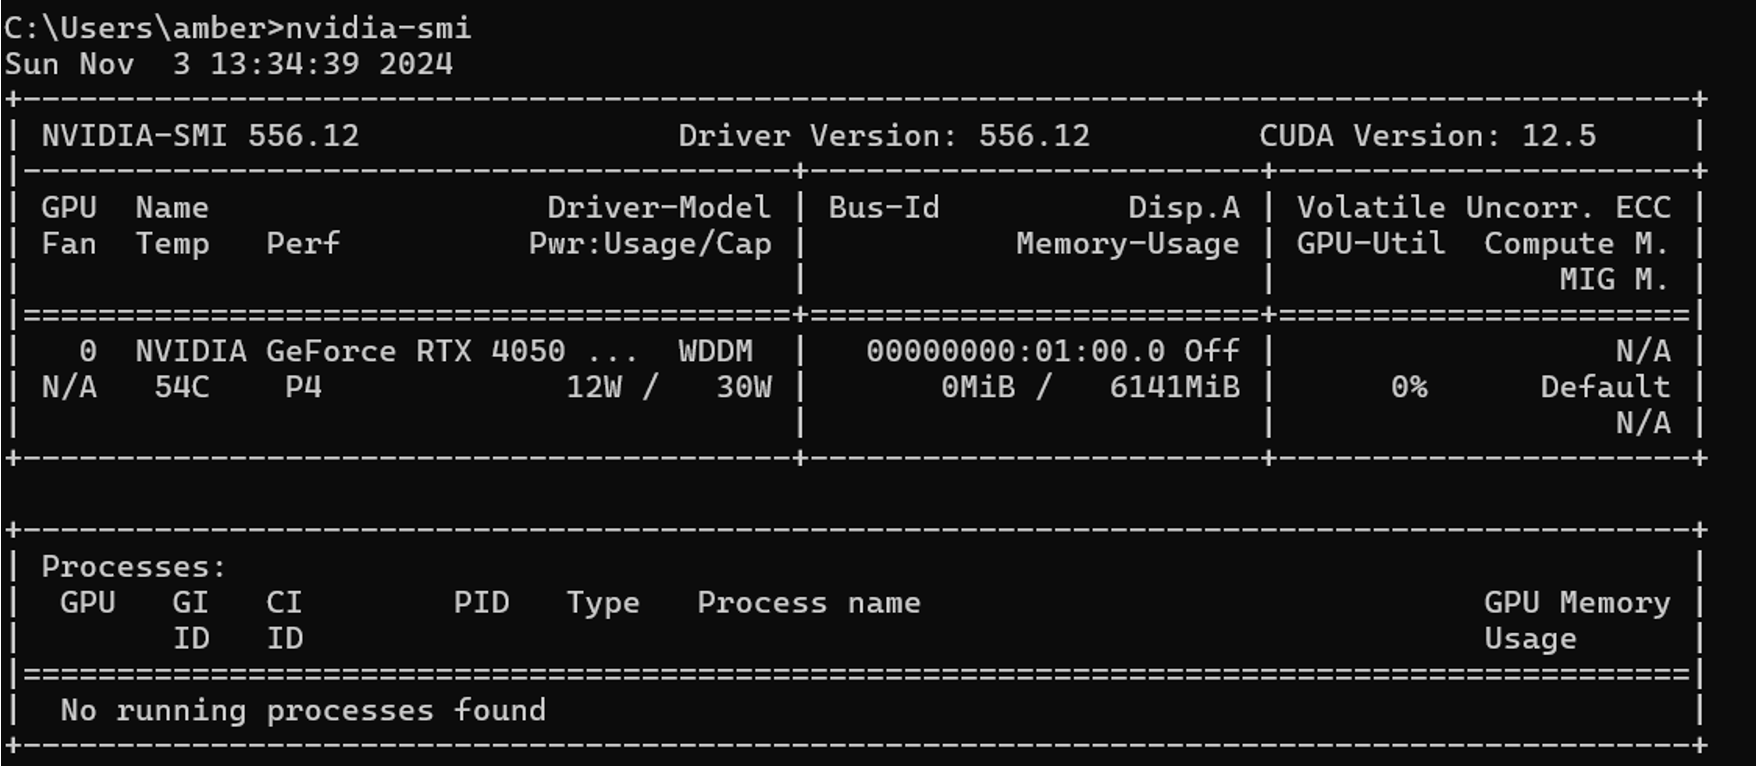 C:\Users\amber>nvidia-smi
Sun Nov  3 13:34:39 2024
+-----------------------------------------------------------------------------------------+
| NVIDIA-SMI 556.12                 Driver Version: 556.12         CUDA Version: 12.5     |
|-----------------------------------------+------------------------+----------------------+
| GPU  Name                  Driver-Model | Bus-Id          Disp.A | Volatile Uncorr. ECC |
| Fan  Temp   Perf          Pwr:Usage/Cap |           Memory-Usage | GPU-Util  Compute M. |
|                                         |                        |               MIG M. |
|=========================================+========================+======================|
|   0  NVIDIA GeForce RTX 4050 ...  WDDM  |   00000000:01:00.0 Off |                  N/A |
| N/A   54C    P4             12W /   30W |       0MiB /   6141MiB |      0%      Default |
|                                         |                        |                  N/A |
+-----------------------------------------+------------------------+----------------------+

+-----------------------------------------------------------------------------------------+
| Processes:                                                                              |
|  GPU   GI   CI        PID   Type   Process name                              GPU Memory |
|        ID   ID                                                               Usage      |
|=========================================================================================|
|  No running processes found                                                             |
+-----------------------------------------------------------------------------------------+